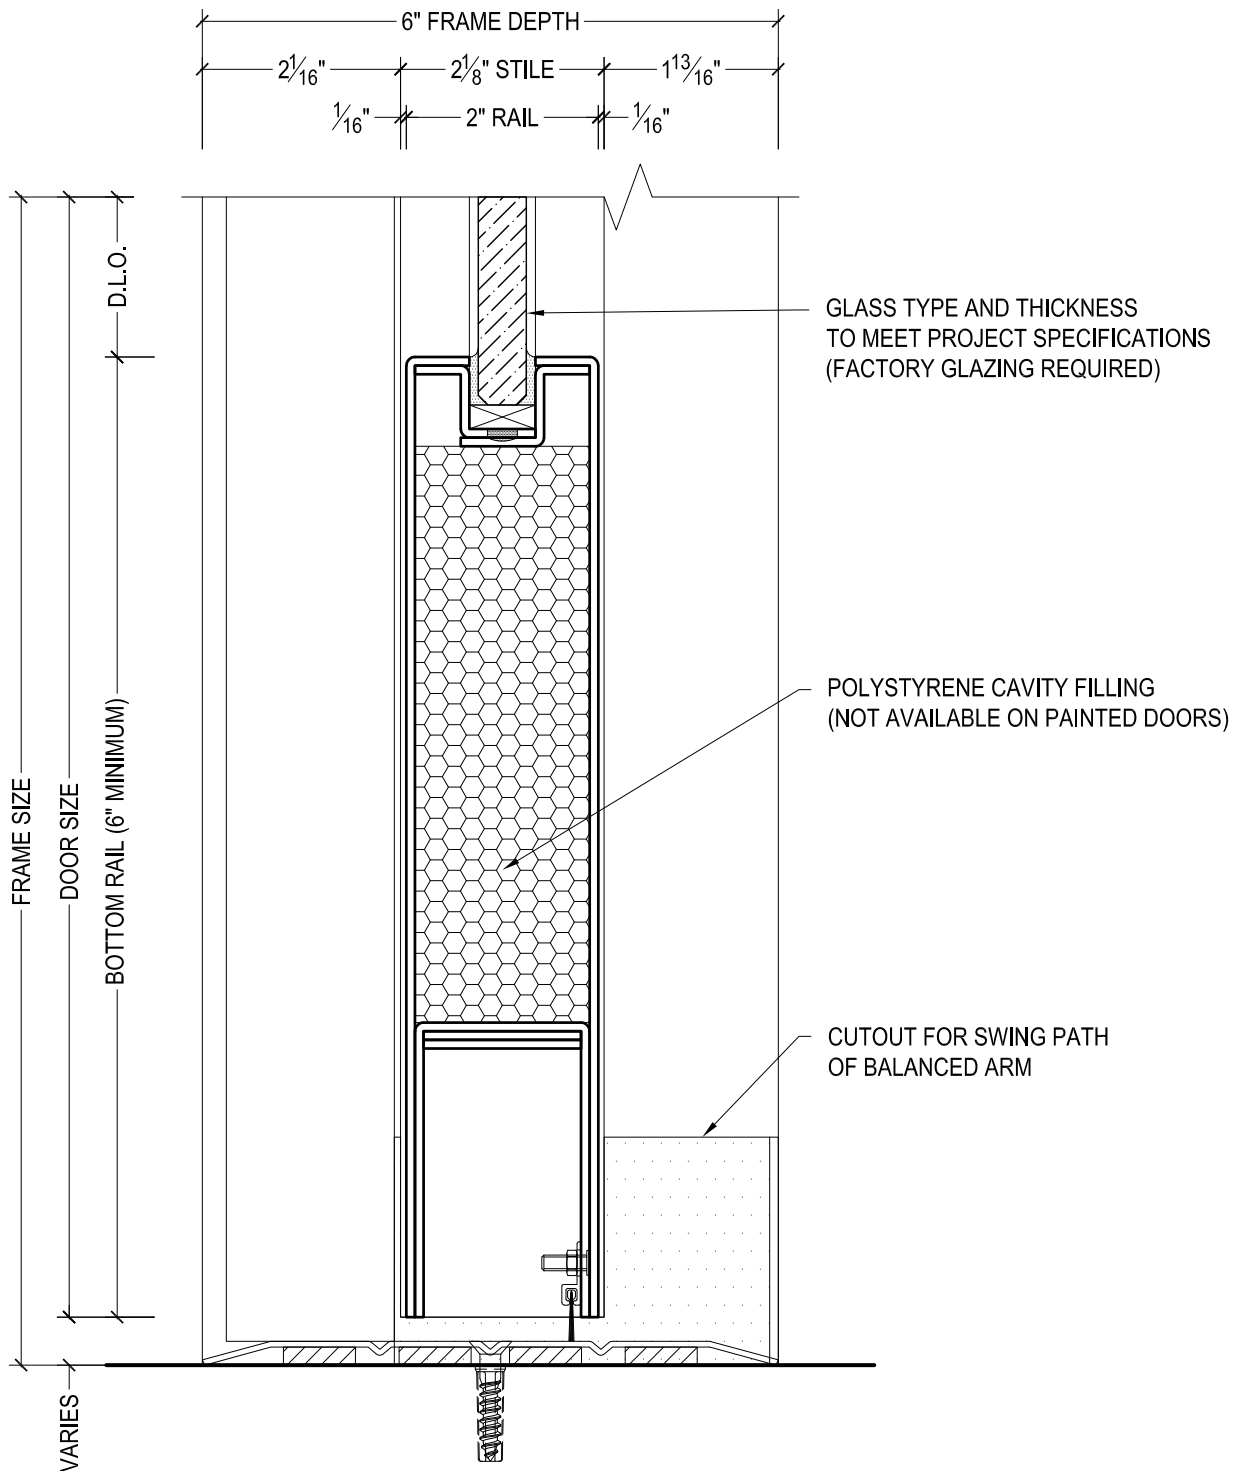 6" FRAME DEPTH
2 1/16"
2 1/8" STILE
1 13/16"
1/16"
2" RAIL
1/16"
D.L.O.
GLASS TYPE AND THICKNESS
TO MEET PROJECT SPECIFICATIONS
(FACTORY GLAZING REQUIRED)
POLYSTYRENE CAVITY FILLING
(NOT AVAILABLE ON PAINTED DOORS)
FRAME SIZE
DOOR SIZE
BOTTOM RAIL (6" MINIMUM)
CUTOUT FOR SWING PATH
OF BALANCED ARM
VARIES